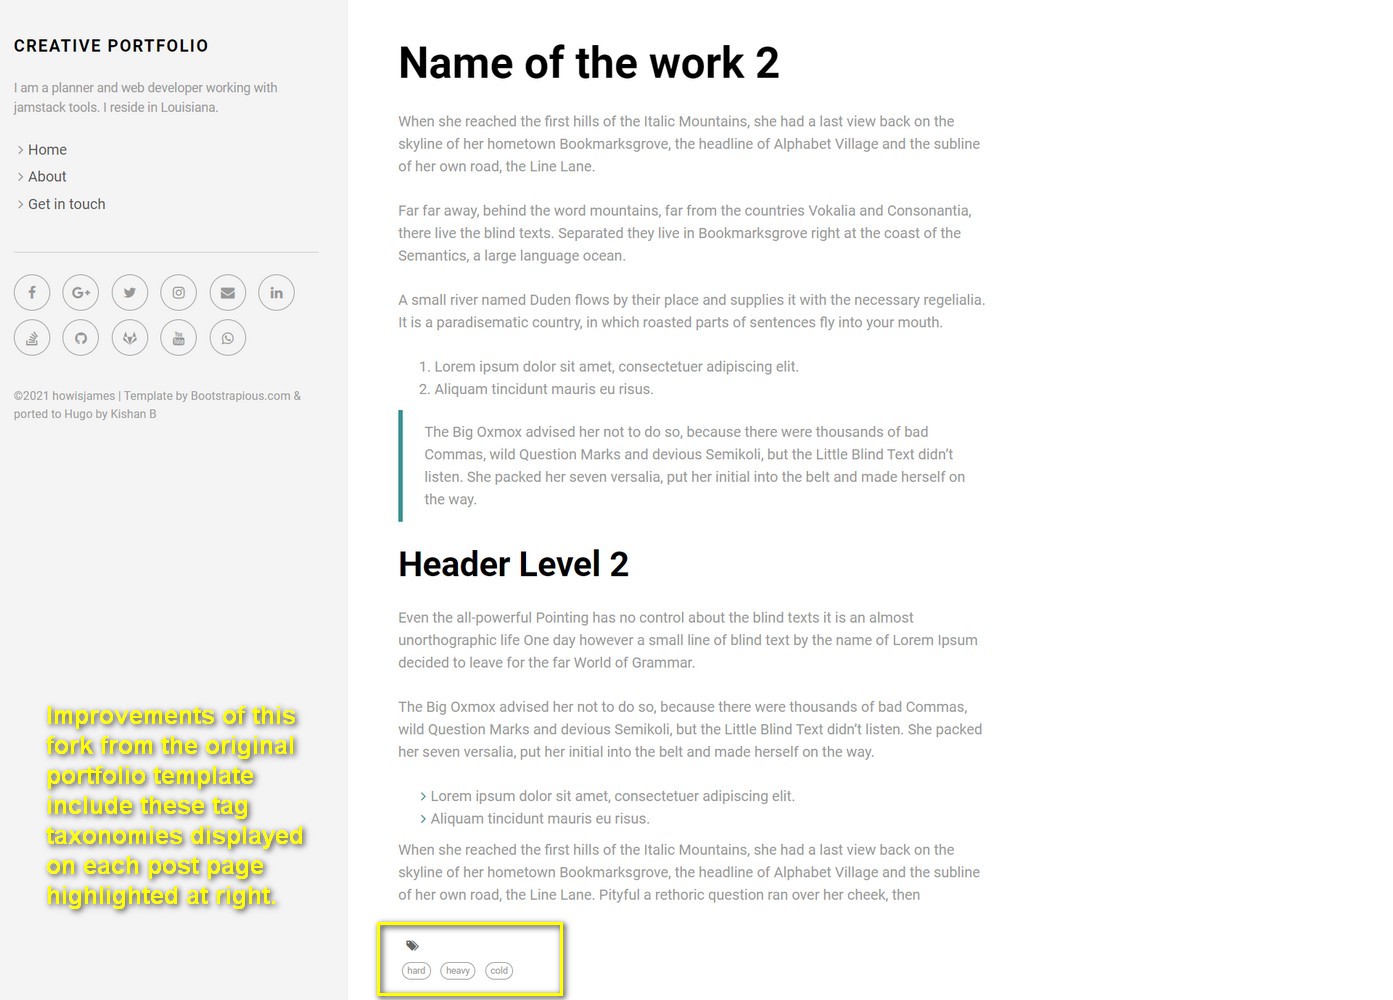 CREATIVE PORTFOLIO
I am a planner and web developer working with
jamstack tools. I reside in Louisiana.
Home
About
Get in touch
©2021 howisjames | Template by Bootstrapious.com &
ported to Hugo by Kishan B
Improvements of this
fork from the original
portfolio template
include these tag
taxonomies displayed
on each post page
highlighted at right.
Name of the work 2
When she reached the first hills of the Italic Mountains, she had a last view back on the
skyline of her hometown Bookmarksgrove, the headline of Alphabet Village and the subline
of her own road, the Line Lane.
Far far away, behind the word mountains, far from the countries Vokalia and Consonantia,
there live the blind texts. Separated they live in Bookmarksgrove right at the coast of the
Semantics, a large language ocean.
A small river named Duden flows by their place and supplies it with the necessary regelialia.
It is a paradisematic country, in which roasted parts of sentences fly into your mouth.
1. Lorem ipsum dolor sit amet, consectetuer adipiscing elit.
2. Aliquam tincidunt mauris eu risus.
The Big Oxmox advised her not to do so, because there were thousands of bad
Commas, wild Question Marks and devious Semikoli, but the Little Blind Text didn’t
listen. She packed her seven versalia, put her initial into the belt and made herself on
the way.
Header Level 2
Even the all-powerful Pointing has no control about the blind texts it is an almost
unorthographic life One day however a small line of blind text by the name of Lorem Ipsum
decided to leave for the far World of Grammar.
The Big Oxmox advised her not to do so, because there were thousands of bad Commas,
wild Question Marks and devious Semikoli, but the Little Blind Text didn’t listen. She packed
her seven versalia, put her initial into the belt and made herself on the way.
Lorem ipsum dolor sit amet, consectetuer adipiscing elit.
Aliquam tincidunt mauris eu risus.
When she reached the first hills of the Italic Mountains, she had a last view back on the
skyline of her hometown Bookmarksgrove, the headline of Alphabet Village and the subline
of her own road, the Line Lane. Pityful a rethoric question ran over her cheek, then
hard heavy cold